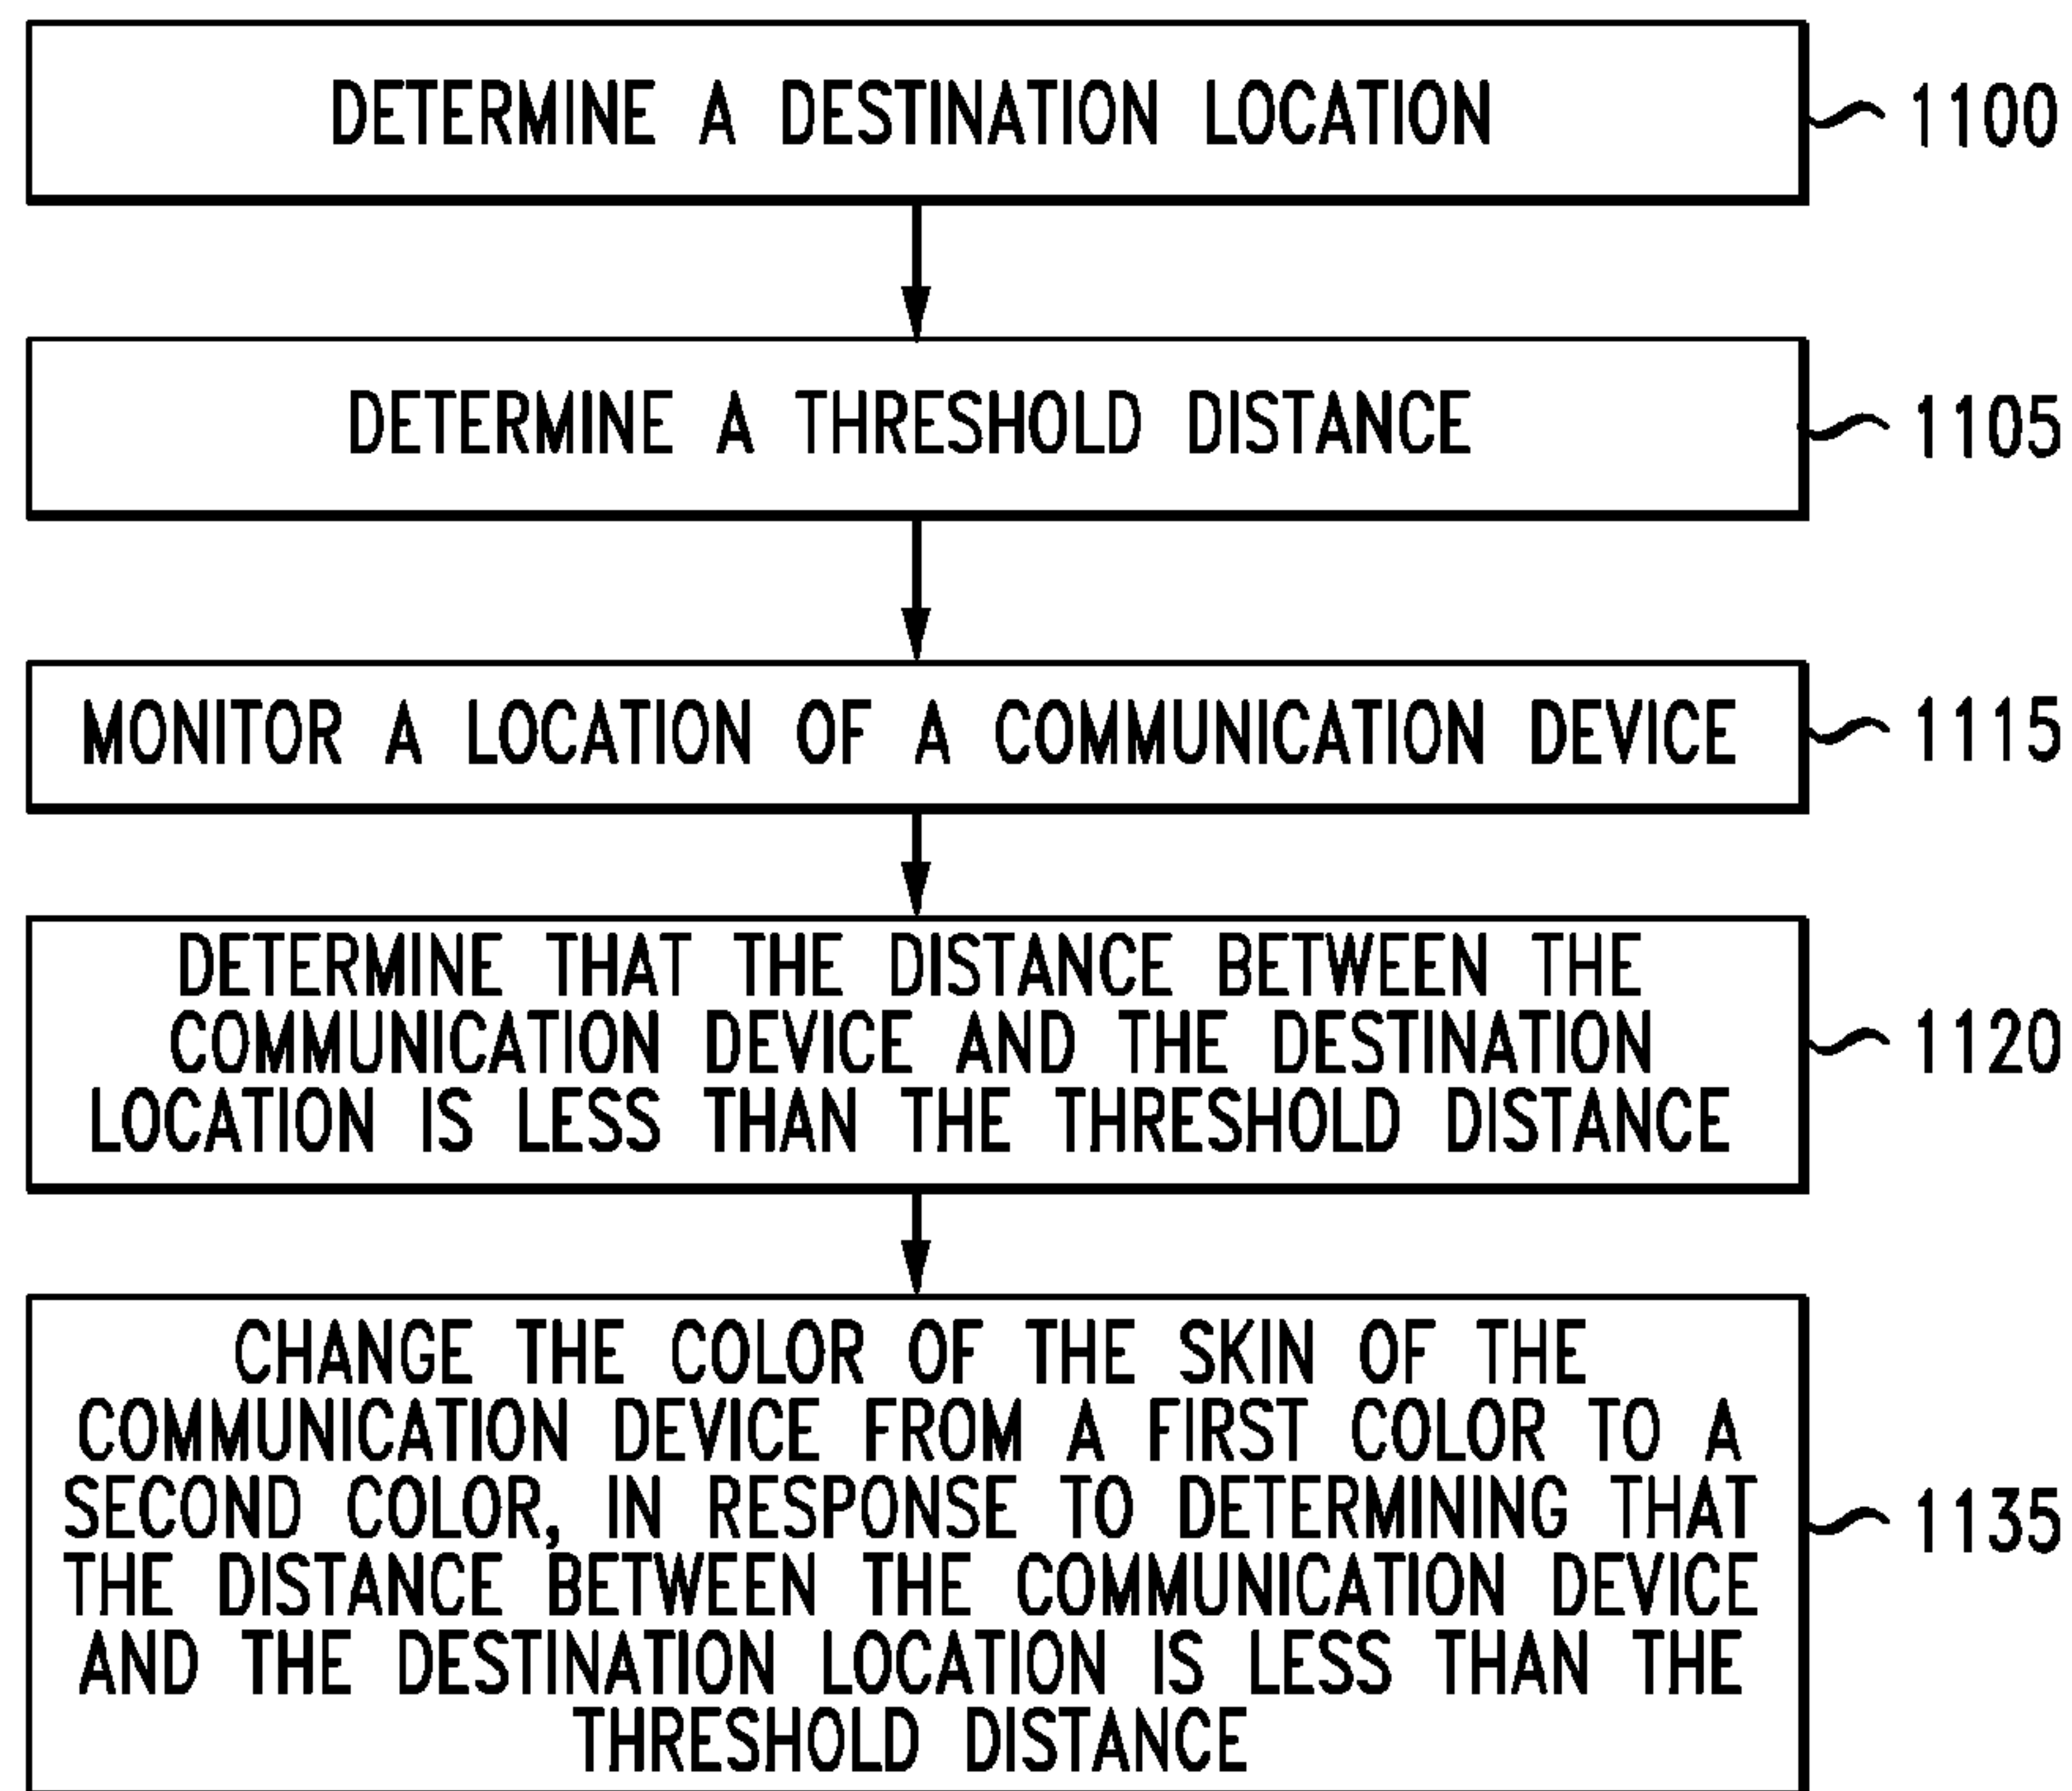 DETERMINE A DESTINATION LOCATION
1100
DETERMINE A THRESHOLD DISTANCE
1105
MONITOR A LOCATION OF A COMMUNICATION DEVICE
1115
DETERMINE THAT THE DISTANCE BETWEEN THE
COMMUNICATION DEVICE AND THE DESTINATION
LOCATION IS LESS THAN THE THRESHOLD DISTANCE
1120
CHANGE THE COLOR OF THE SKIN OF THE
COMMUNICATION DEVICE FROM A FIRST COLOR TO A
SECOND COLOR, IN RESPONSE TO DETERMINING THAT
THE DISTANCE BETWEEN THE COMMUNICATION DEVICE
AND THE DESTINATION LOCATION IS LESS THAN THE
THRESHOLD DISTANCE
1135